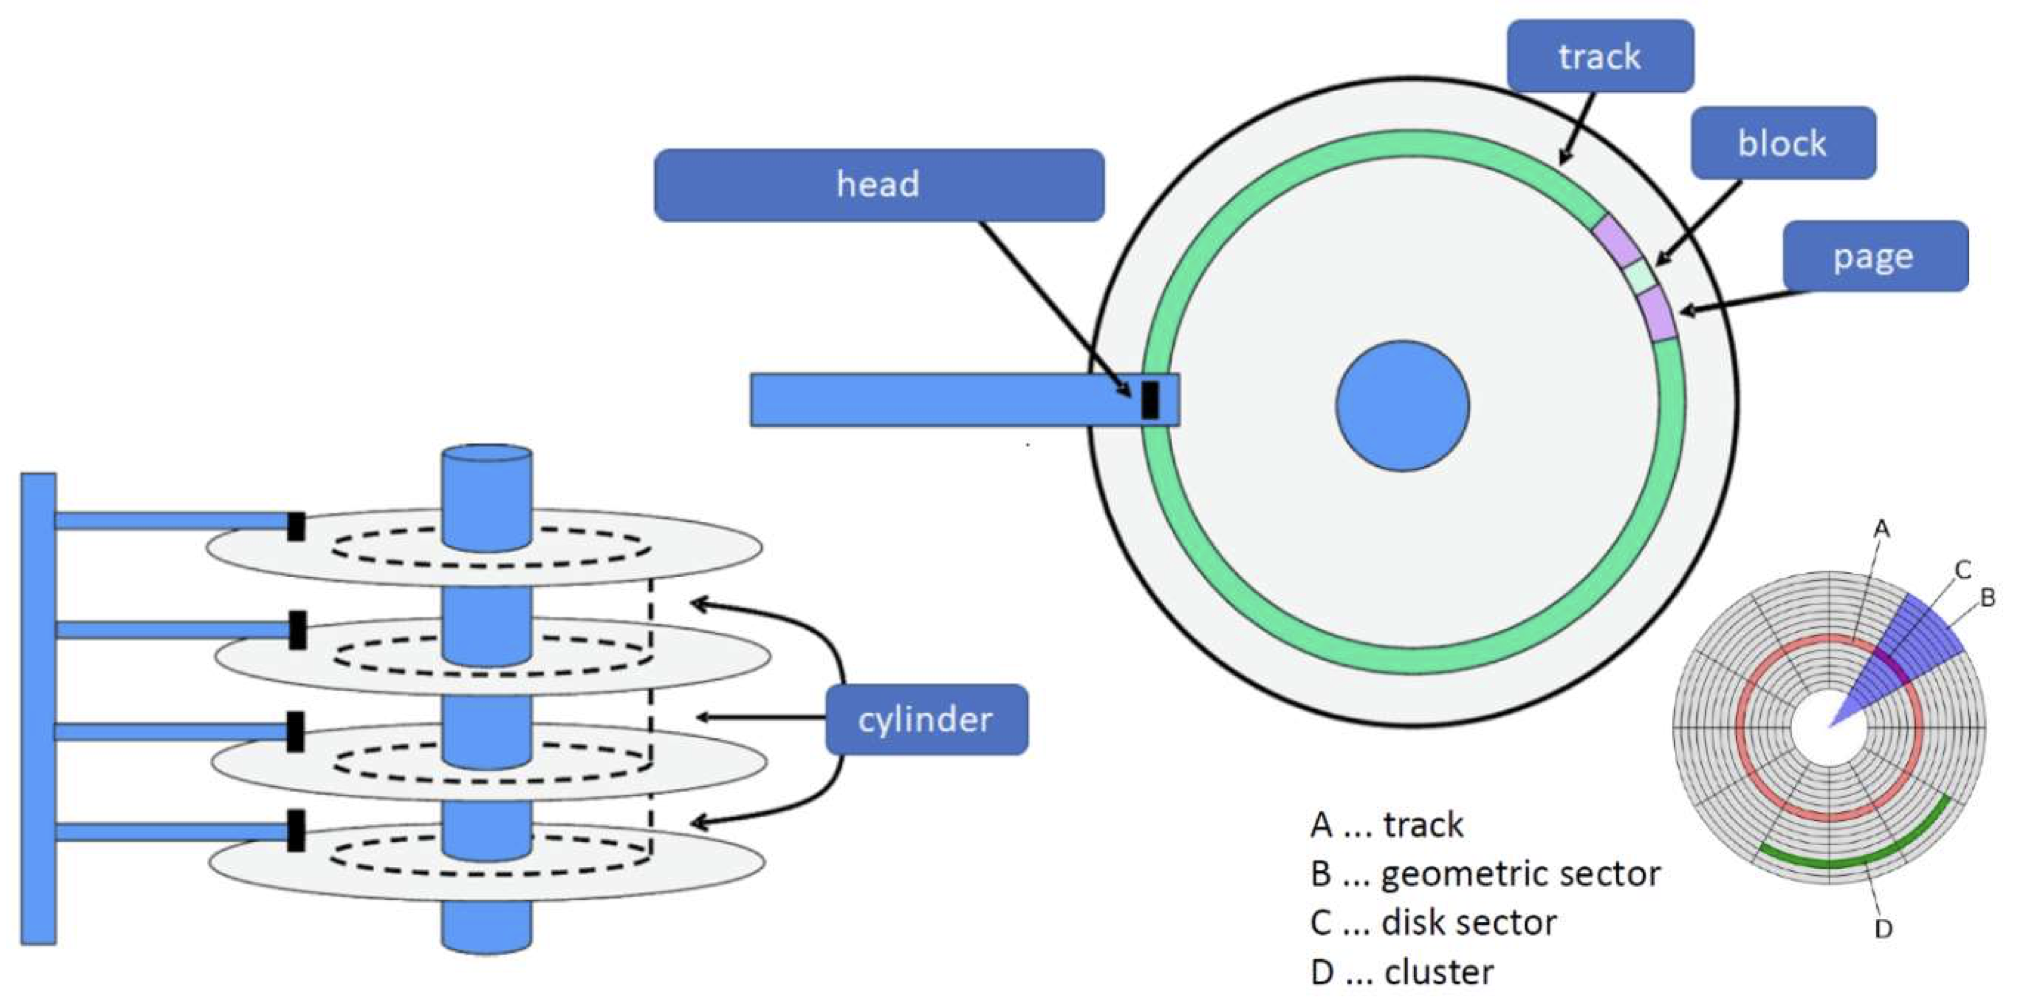 track
block
head
page
cylinder
A
C
B
A ... track
B ... geometric sector
C ... disk sector
D ... cluster
D